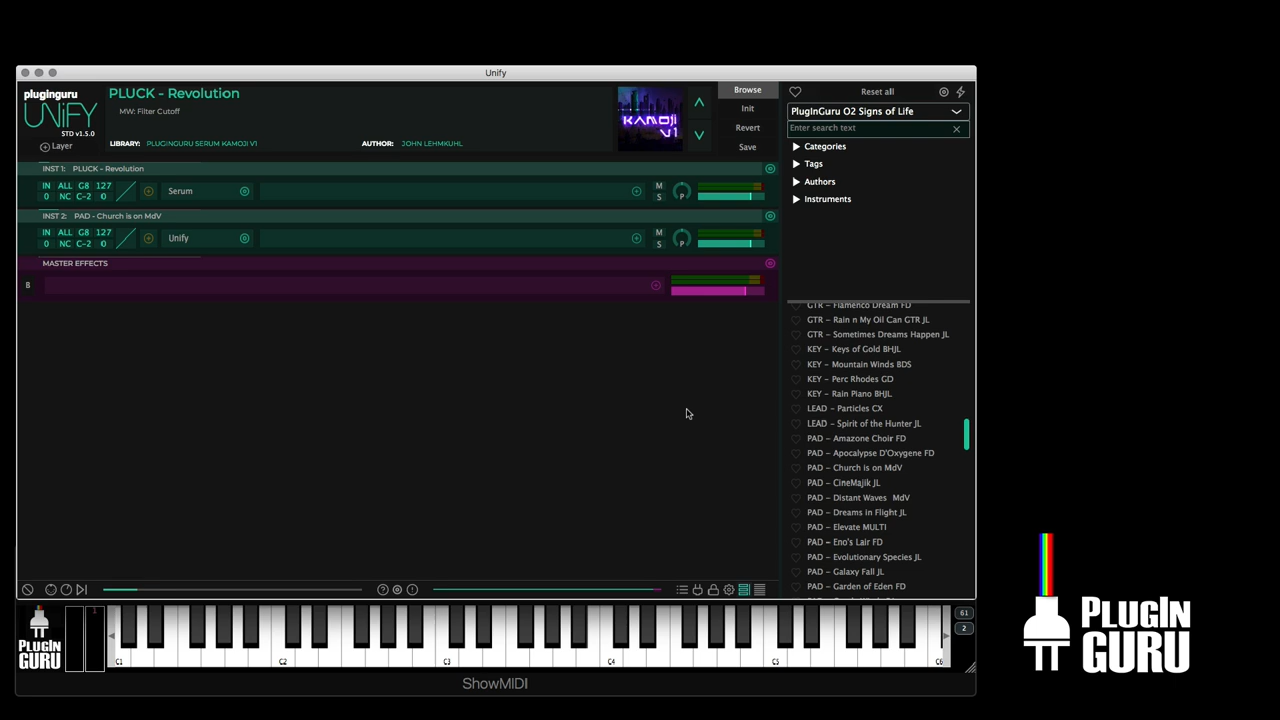 Unify
pluginguru
UNIFY
STD v1.5.0
Layer
PLUCK - Revolution
MW: Filter Cutoff
LIBRARY: PLUGINGURU SERUM KAMOJI V1
AUTHOR: JOHN LEHMKUHL
KAMOJI
V1
Browse
Init
Revert
Save
INST 1: PLUCK - Revolution
IN ALL G8 127
0 NC C-2 0
Serum
M
S
P
INST 2: PAD - Church is on MdV
IN ALL G8 127
0 NC C-2 0
Unify
M
S
P
MASTER EFFECTS
B
Reset all
PlugInGuru O2 Signs of Life
Enter search text
Categories
Tags
Authors
Instruments
GTR - Flamenco Dream FD
GTR - Rain n My Oil Can GTR JL
GTR - Sometimes Dreams Happen JL
KEY - Keys of Gold BHJL
KEY - Mountain Winds BDS
KEY - Perc Rhodes GD
KEY - Rain Piano BHJL
LEAD - Particles CX
LEAD - Spirit of the Hunter JL
PAD - Amazone Choir FD
PAD - Apocalypse D'Oxygene FD
PAD - Church is on MdV
PAD - CineMajik JL
PAD - Distant Waves MdV
PAD - Dreams in Flight JL
PAD - Elevate MULTI
PAD - Eno's Lair FD
PAD - Evolutionary Species JL
PAD - Galaxy Fall JL
PAD - Garden of Eden FD
PLUGIN
GURU
1
C1 C2 C3 C4 C5 C6
61
2
ShowMIDI
PLUGIN
GURU